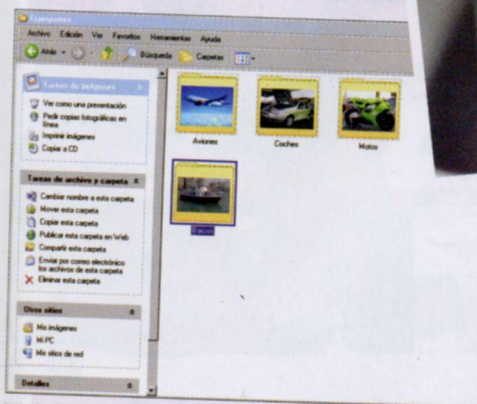 Transportes
Archivo Edición Ver Favoritos Herramientas Ayuda
Atrás Búsqueda Carpetas
Tareas de imágenes
Ver como una presentación
Pedir copias fotográficas en
línea
Imprimir imágenes
Copiar a CD
Tareas de archivo y carpeta
Cambiar nombre a esta carpeta
Mover esta carpeta
Copiar esta carpeta
Publicar esta carpeta en Web
Compartir esta carpeta
Enviar por correo electrónico
los archivos de esta carpeta
Eliminar esta carpeta
Otros sitios
Mis imágenes
Mi PC
Mis sitios de red
Detalles
Aviones
Coches
Motos
Barcos